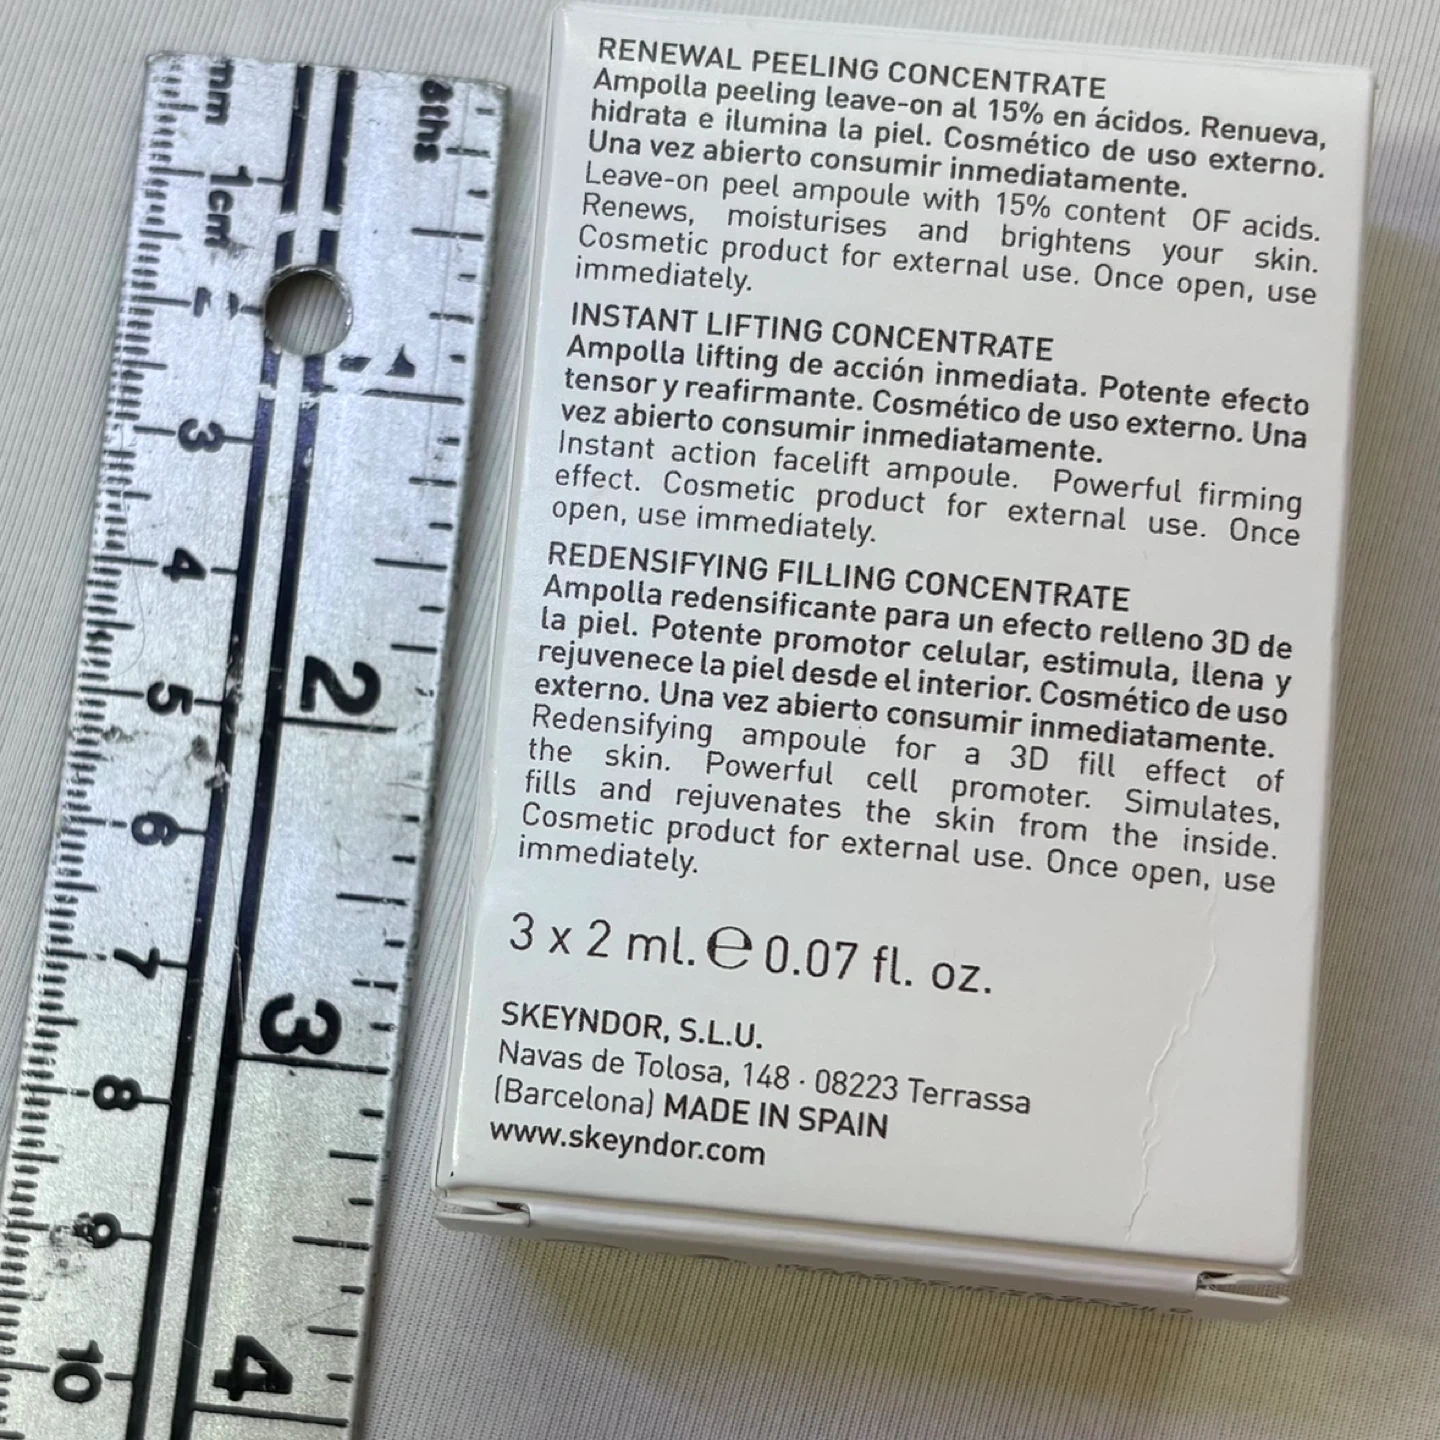 mm
8ths
1cm
2
1
3
4
2
5
6
7
3
8
9
4
10
RENEWAL PEELING CONCENTRATE
Ampolla peeling leave-on al 15% en ácidos. Renueva,
hidrata e ilumina la piel. Cosmético de uso externo.
Una vez abierto consumir inmediatamente.
Leave-on peel ampoule with 15% content OF acids.
Renews, moisturises and brightens your skin.
Cosmetic product for external use. Once open, use
immediately.
INSTANT LIFTING CONCENTRATE
Ampolla lifting de acción inmediata. Potente efecto
tensor y reafirmante. Cosmético de uso externo. Una
vez abierto consumir inmediatamente.
Instant action facelift ampoule. Powerful firming
effect. Cosmetic product for external use. Once
open, use immediately.
REDENSIFYING FILLING CONCENTRATE
Ampolla redensificante para un efecto relleno 3D de
la piel. Potente promotor celular, estimula, llena y
rejuvenece la piel desde el interior. Cosmético de uso
externo. Una vez abierto consumir inmediatamente.
Redensifying ampoule for a 3D fill effect of
the skin. Powerful cell promoter. Simulates,
fills and rejuvenates the skin from the inside.
Cosmetic product for external use. Once open, use
immediately.
3 x 2 ml. ℮ 0.07 fl. oz.
SKEYNDOR, S.L.U.
Navas de Tolosa, 148 · 08223 Terrassa
(Barcelona) MADE IN SPAIN
www.skeyndor.com